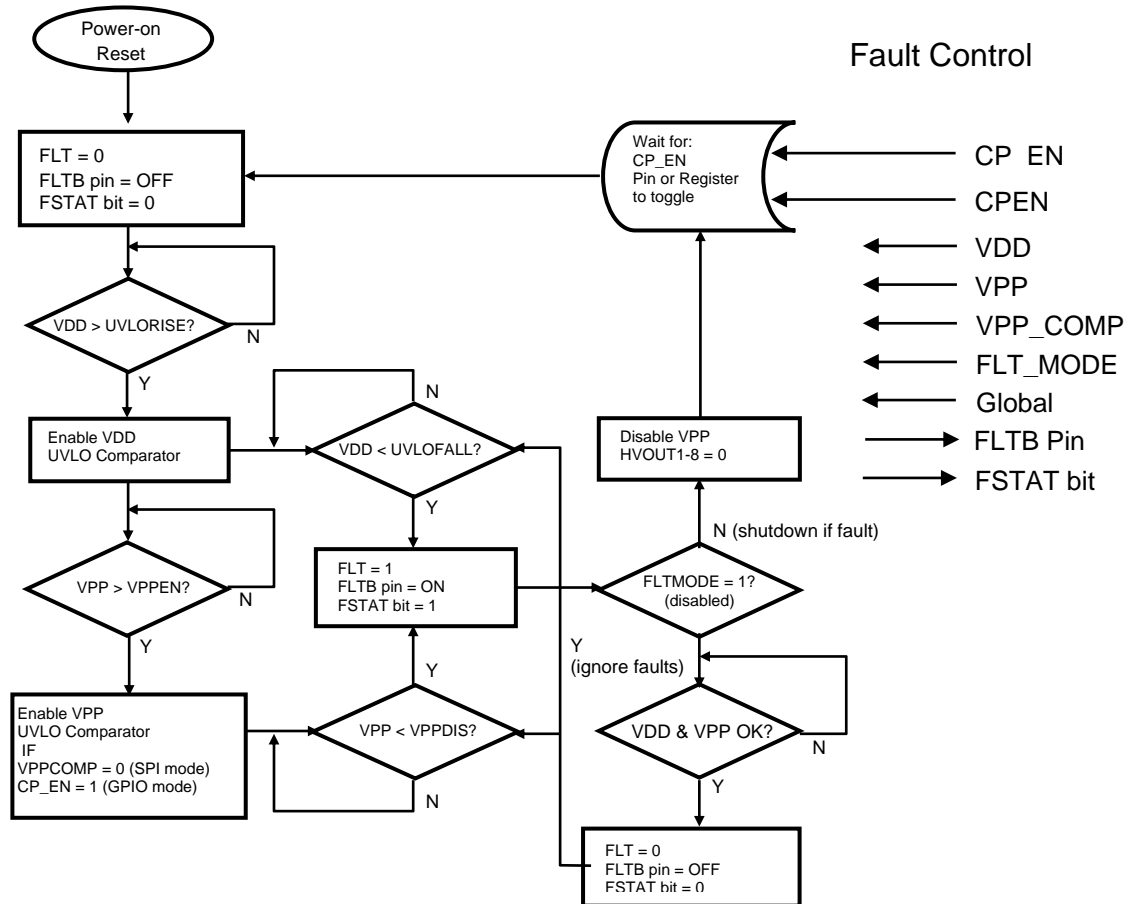 Power-on
Reset
Fault Control
FLT = 0
FLTB pin = OFF
FSTAT bit = 0
Wait for:
CP_EN
Pin or Register
to toggle
CP EN
CPEN
VDD
VPP
VPP_COMP
FLT_MODE
Global
FLTB Pin
FSTAT bit
VDD > UVLORISE?
N
Y
Enable VDD
UVLO Comparator
N
VDD < UVLOFALL?
Y
Disable VPP
HVOUT1-8 = 0
N (shutdown if fault)
VPP > VPPEN?
N
Y
FLT = 1
FLTB pin = ON
FSTAT bit = 1
FLTMODE = 1?
(disabled)
Y
(ignore faults)
Enable VPP
UVLO Comparator
IF
VPPCOMP = 0 (SPI mode)
CP_EN = 1 (GPIO mode)
Y
VPP < VPPDIS?
N
VDD & VPP OK?
N
Y
FLT = 0
FLTB pin = OFF
FSTAT bit = 0